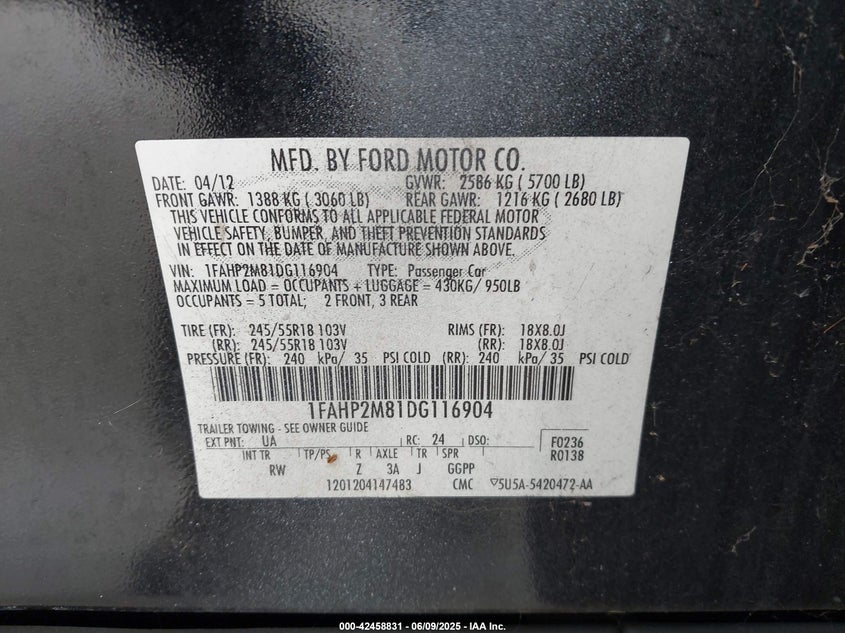 MFD. BY FORD MOTOR CO.
DATE: 04/12 GVWR: 2586 KG ( 5700 LB)
FRONT GAWR: 1388 KG ( 3060 LB) REAR GAWR: 1216 KG ( 2680 LB)
THIS VEHICLE CONFORMS TO ALL APPLICABLE FEDERAL MOTOR
VEHICLE SAFETY, BUMPER, AND THEFT PREVENTION STANDARDS
IN EFFECT ON THE DATE OF MANUFACTURE SHOWN ABOVE.
VIN: 1FAHP2M81DG116904 TYPE: Passenger Car
MAXIMUM LOAD = OCCUPANTS + LUGGAGE = 430KG/ 950LB
OCCUPANTS = 5 TOTAL; 2 FRONT, 3 REAR
TIRE (FR): 245/55R18 103V RIMS (FR): 18X8.0J
(RR): 245/55R18 103V (RR): 18X8.0J
PRESSURE (FR): 240 kPa/ 35 PSI COLD (RR): 240 kPa/ 35 PSI COLD
1FAHP2M81DG116904
TRAILER TOWING - SEE OWNER GUIDE
EXT PNT: UA RC: 24 DSO: F0236
INT TR TP/PS R AXLE TR SPR R0138
RW Z 3A J GGPP
1201204147483 CMC ▽5U5A-5420472-AA
000-42458831 - 06/09/2025 - IAA Inc.